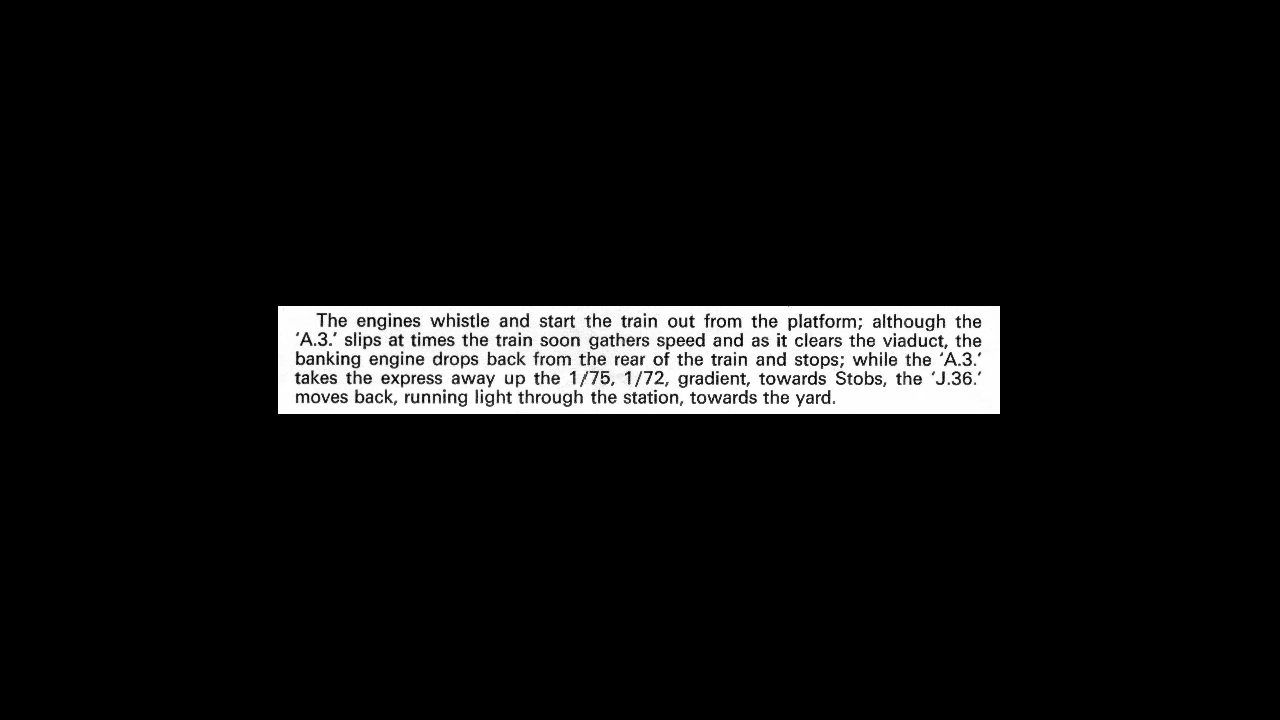 The engines whistle and start the train out from the platform; although the
'A.3.' slips at times the train soon gathers speed and as it clears the viaduct, the
banking engine drops back from the rear of the train and stops; while the 'A.3.'
takes the express away up the 1/75, 1/72, gradient, towards Stobs, the 'J.36.'
moves back, running light through the station, towards the yard.